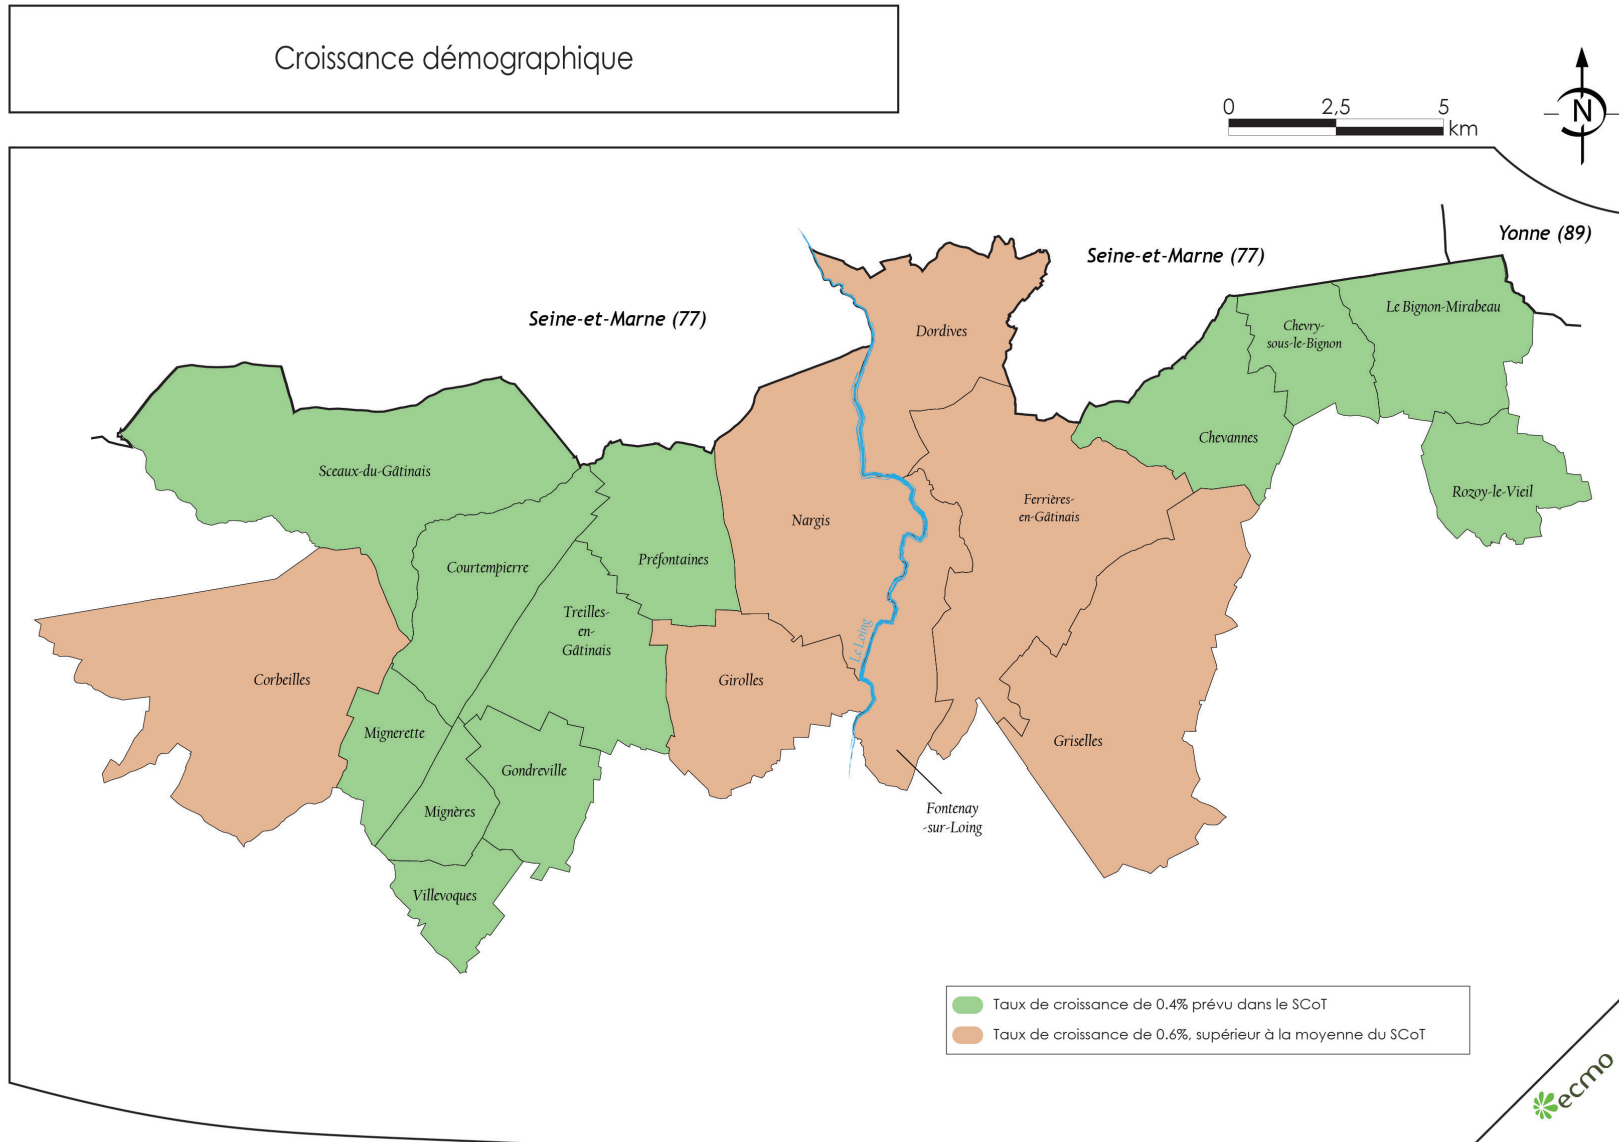 Croissance démographique
0 2,5 5
km
N
Yonne (89)
Seine-et-Marne (77)
Seine-et-Marne (77)
Le Bignon-Mirabeau
Chevry-
sous-le-Bignon
Dordives
Chevannes
Sceaux-du-Gâtinais
Rozoy-le-Vieil
Ferrières-
en-Gâtinais
Nargis
Préfontaines
Courtempierre
Treilles-
en-
Gâtinais
Le Loing
Corbeilles
Girolles
Mignerette
Griselles
Gondreville
Mignères
Fontenay
-sur-Loing
Villevoques
Taux de croissance de 0.4% prévu dans le SCoT
Taux de croissance de 0.6%, supérieur à la moyenne du SCoT
ecmo